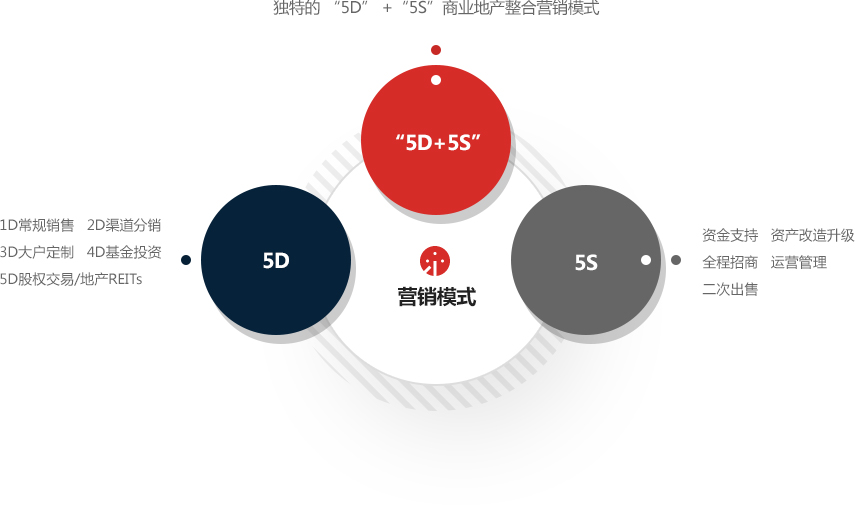 独特的 “5D” +“5S”商业地产整合营销模式
“5D+5S”
5D
5S
营销模式
1D常规销售 2D渠道分销
3D大户定制 4D基金投资
5D股权交易/地产REITs
资金支持 资产改造升级
全程招商 运营管理
二次出售